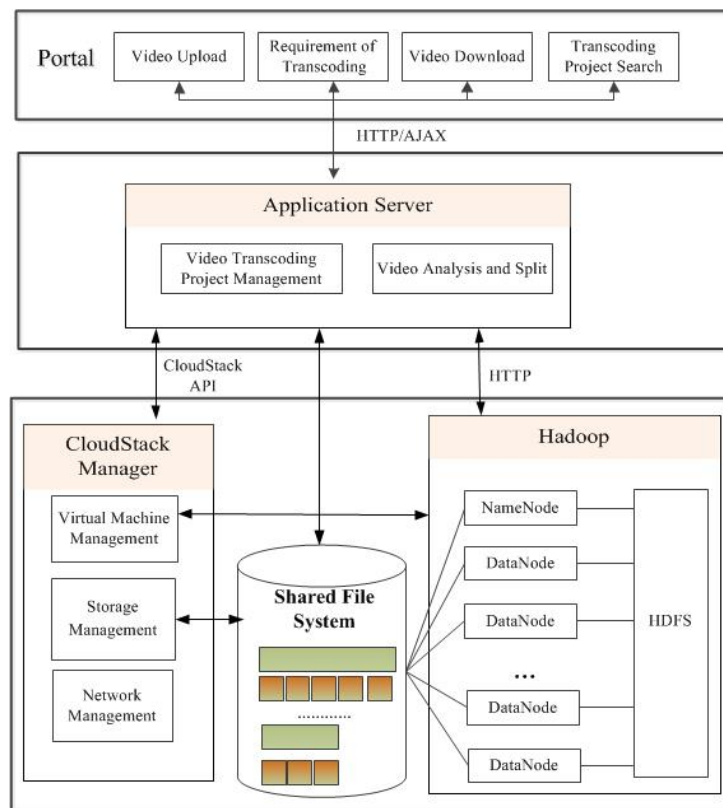 Portal
Video Upload
Requirement of
Transcoding
Video Download
Transcoding
Project Search
HTTP/AJAX
Application Server
Video Transcoding
Project Management
Video Analysis and Split
CloudStack
API
HTTP
CloudStack
Manager
Virtual Machine
Management
Storage
Management
Network
Management
Shared File
System
............
Hadoop
NameNode
DataNode
DataNode
...
DataNode
DataNode
HDFS